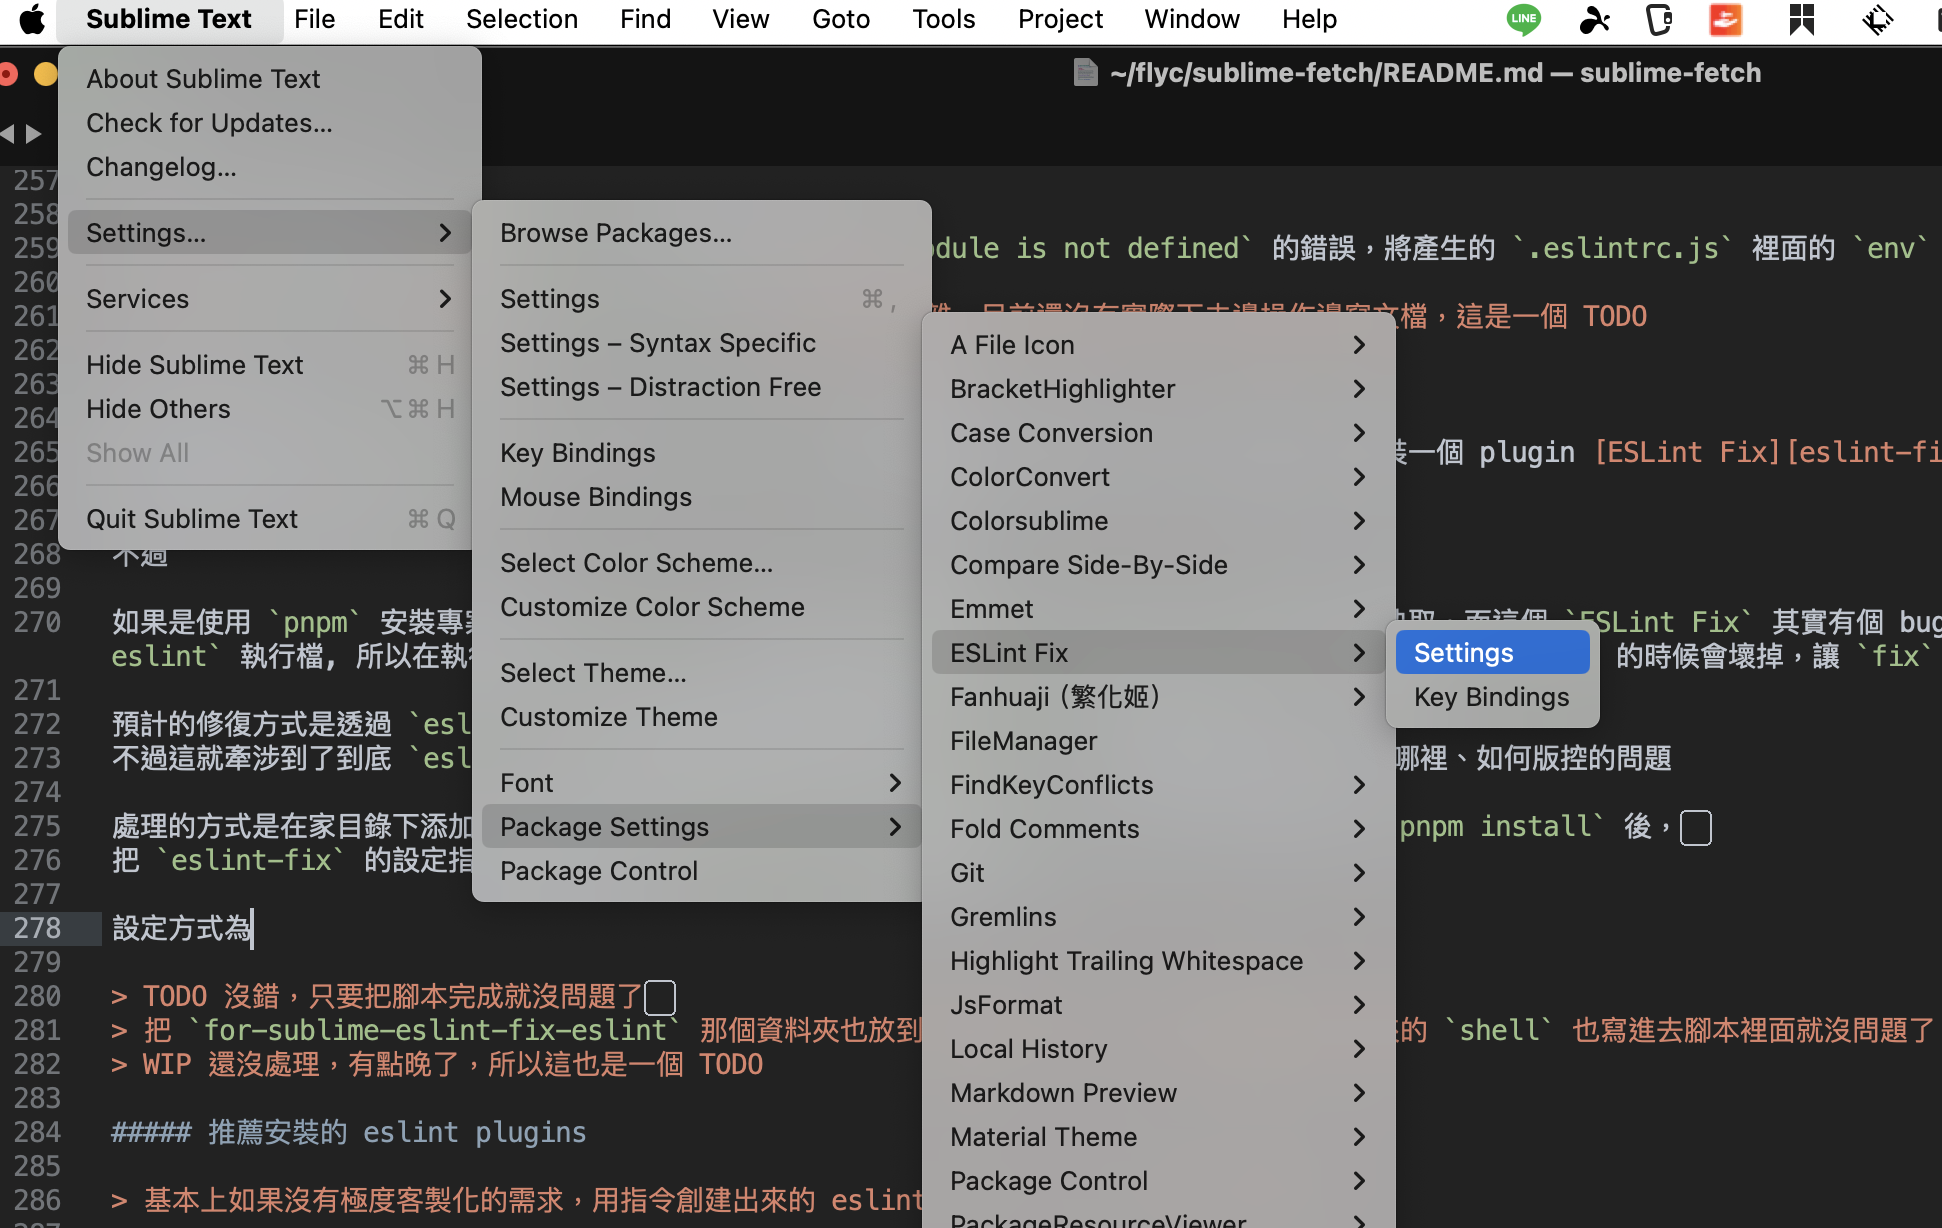 Sublime Text File Edit Selection Find View Goto Tools Project Window Help LINE
~/flyc/sublime-fetch/README.md — sublime-fetch
About Sublime Text
Check for Updates...
Changelog...
Settings...
Services
Hide Sublime Text ⌘ H
Hide Others ⌥ ⌘ H
Show All
Quit Sublime Text ⌘ Q
Browse Packages...
Settings ⌘ ,
Settings – Syntax Specific
Settings – Distraction Free
Key Bindings
Mouse Bindings
Select Color Scheme...
Customize Color Scheme
Select Theme...
Customize Theme
Font
Package Settings
Package Control
A File Icon
BracketHighlighter
Case Conversion
ColorConvert
Colorsublime
Compare Side-By-Side
Emmet
ESLint Fix
Fanhuaji (繁化姬)
FileManager
FindKeyConflicts
Fold Comments
Git
Gremlins
Highlight Trailing Whitespace
JsFormat
Local History
Markdown Preview
Material Theme
Package Control
PackageResourceViewer
Settings
Key Bindings
257
258
259 odule is not defined` 的錯誤，將產生的 `.eslintrc.js` 裡面的 `env`
260
261 檔，這是一個 TODO
262
263
264
265 裝一個 plugin [ESLint Fix][eslint-fi
266
267
268 不過
269
270 如果是使用 `pnpm` 安裝專案 `ESLint Fix` 其實有個 bug
eslint` 執行檔, 所以在執行 的時候會壞掉，讓 `fix`
271
272 預計的修復方式是透過 `esl
273 不過這就牽涉到了到底 `esl 哪裡、如何版控的問題
274
275 處理的方式是在家目錄下添加 pnpm install` 後，
276 把 `eslint-fix` 的設定指
277
278 設定方式為
279
280 > TODO 沒錯，只要把腳本完成就沒問題了
281 > 把 `for-sublime-eslint-fix-eslint` 那個資料夾也放到 的 `shell` 也寫進去腳本裡面就沒問題了
282 > WIP 還沒處理，有點晚了，所以這也是一個 TODO
283
284 ##### 推薦安裝的 eslint plugins
285
286 > 基本上如果沒有極度客製化的需求，用指令創建出來的 eslint